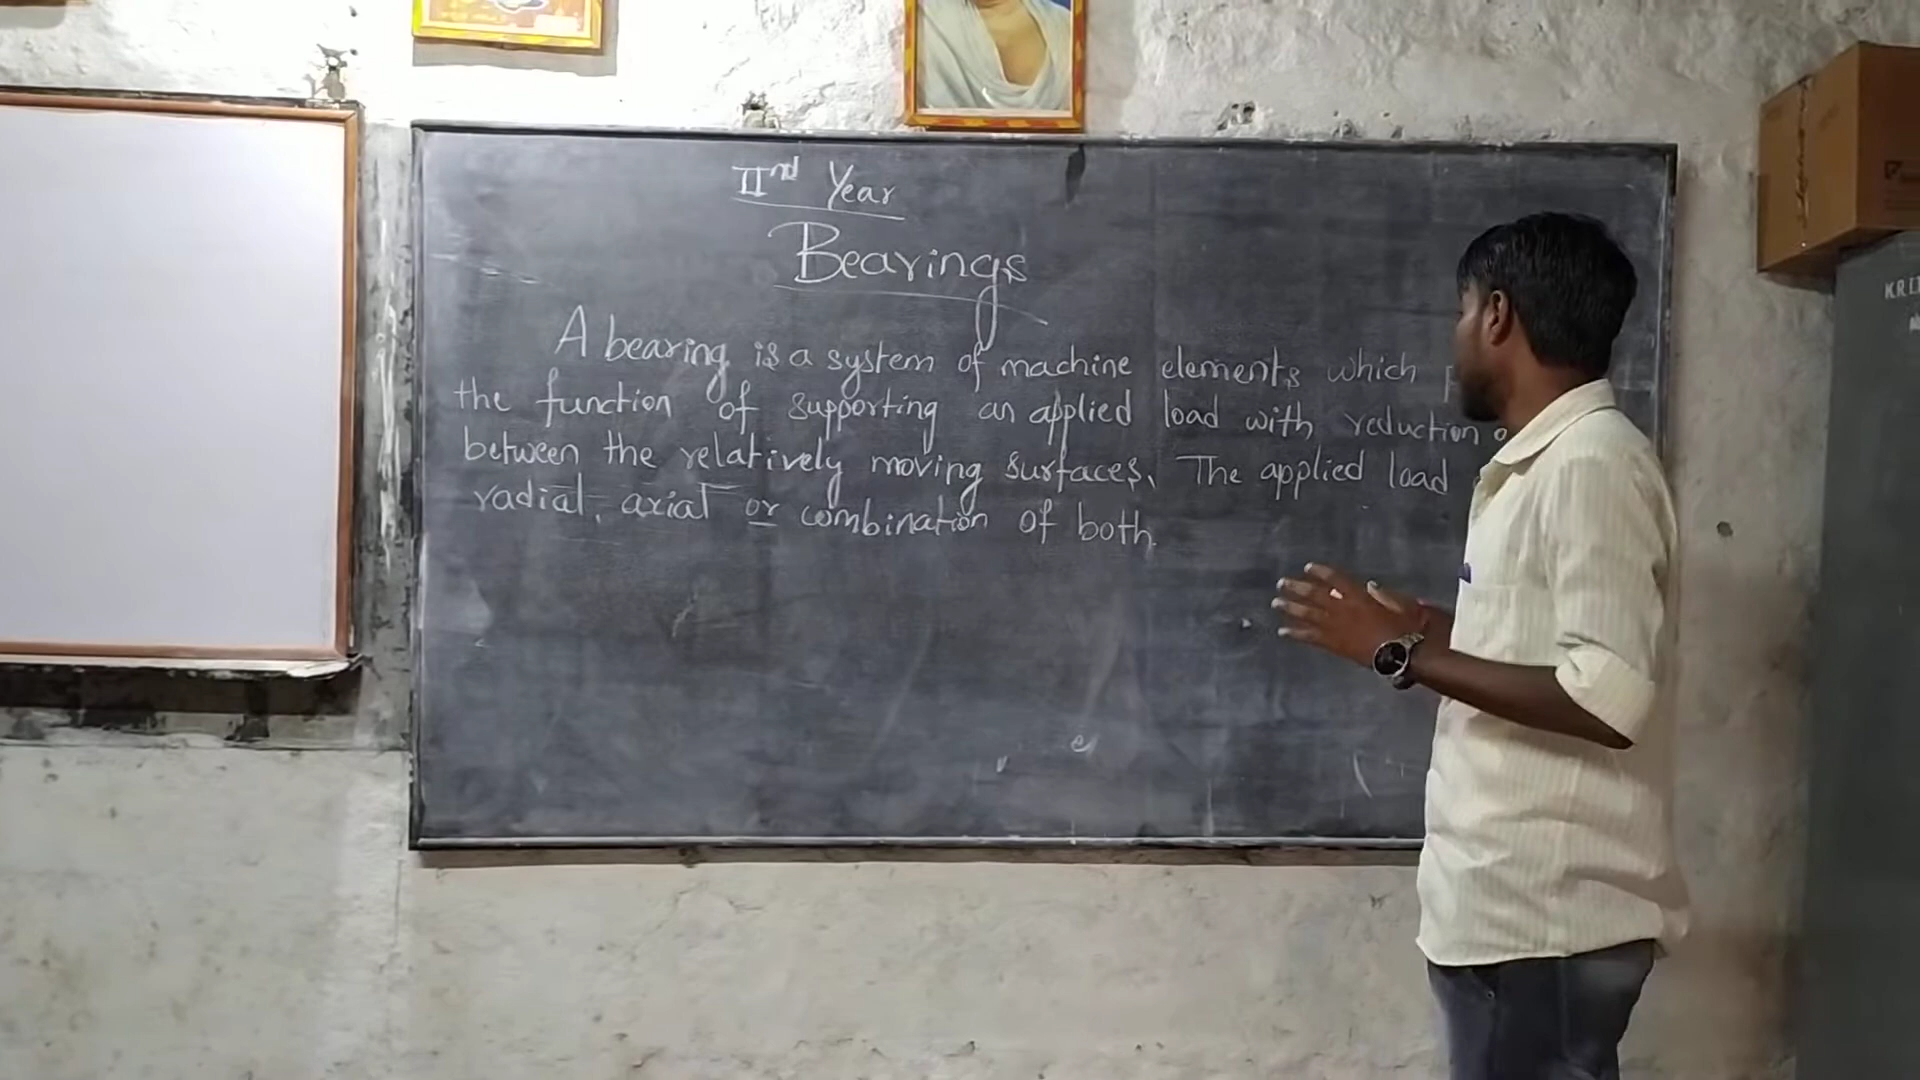 IInd Year
Bearings
A bearing is a system of machine elements which
the function of supporting an applied load with reduction
between the relatively moving surfaces. The applied load
radial, axial or combination of both.